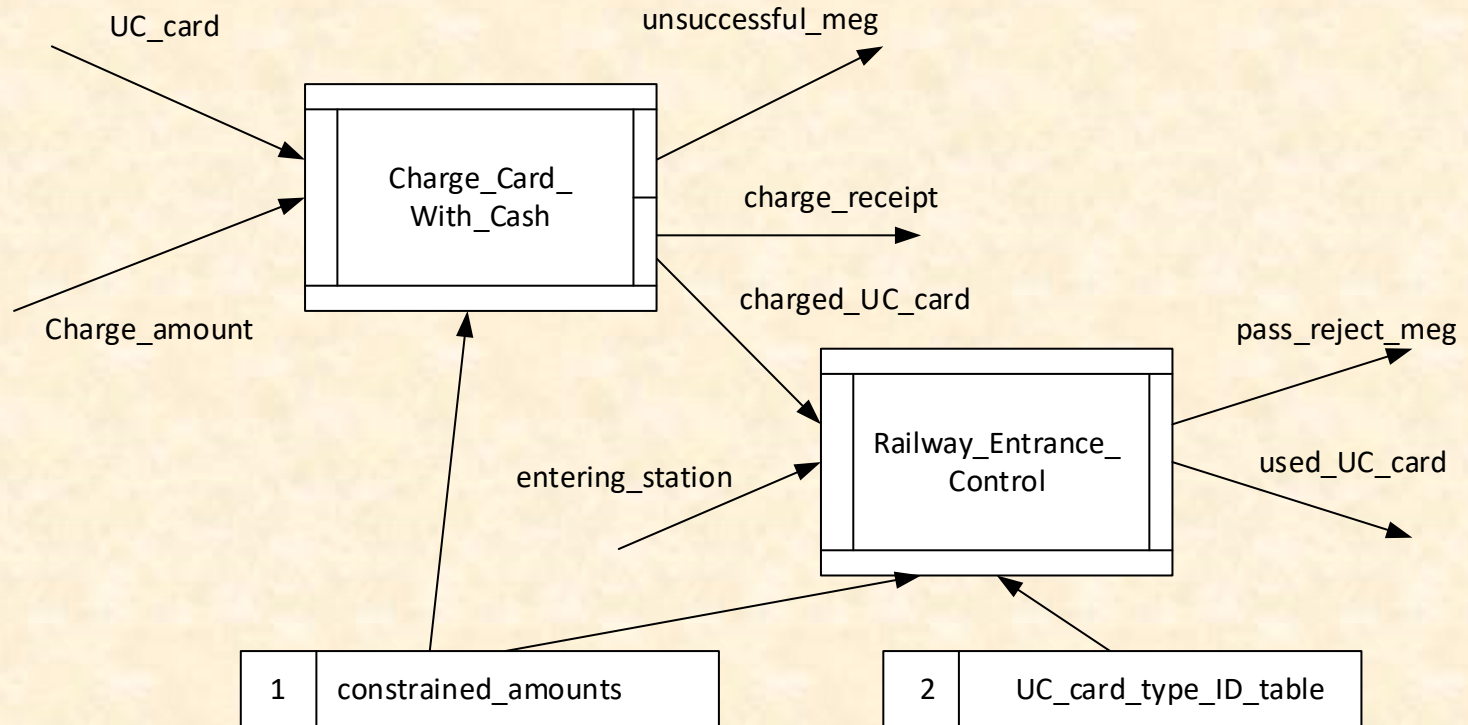 UC_card
unsuccessful_meg
Charge_Card_
With_Cash
charge_receipt
charged_UC_card
Charge_amount
pass_reject_meg
Railway_Entrance_
Control
entering_station
used_UC_card
1
constrained_amounts
2
UC_card_type_ID_table